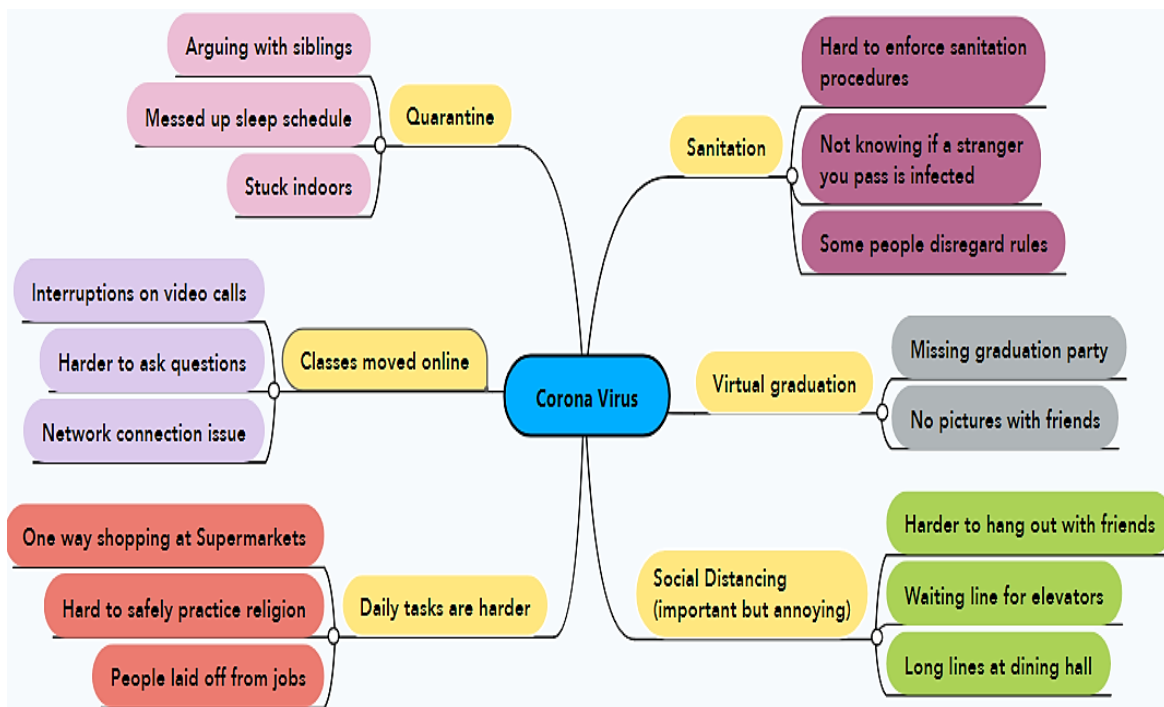 Corona Virus
Quarantine
Arguing with siblings
Messed up sleep schedule
Stuck indoors
Classes moved online
Interruptions on video calls
Harder to ask questions
Network connection issue
Daily tasks are harder
One way shopping at Supermarkets
Hard to safely practice religion
People laid off from jobs
Sanitation
Hard to enforce sanitation
procedures
Not knowing if a stranger
you pass is infected
Some people disregard rules
Virtual graduation
Missing graduation party
No pictures with friends
Social Distancing
(important but annoying)
Harder to hang out with friends
Waiting line for elevators
Long lines at dining hall